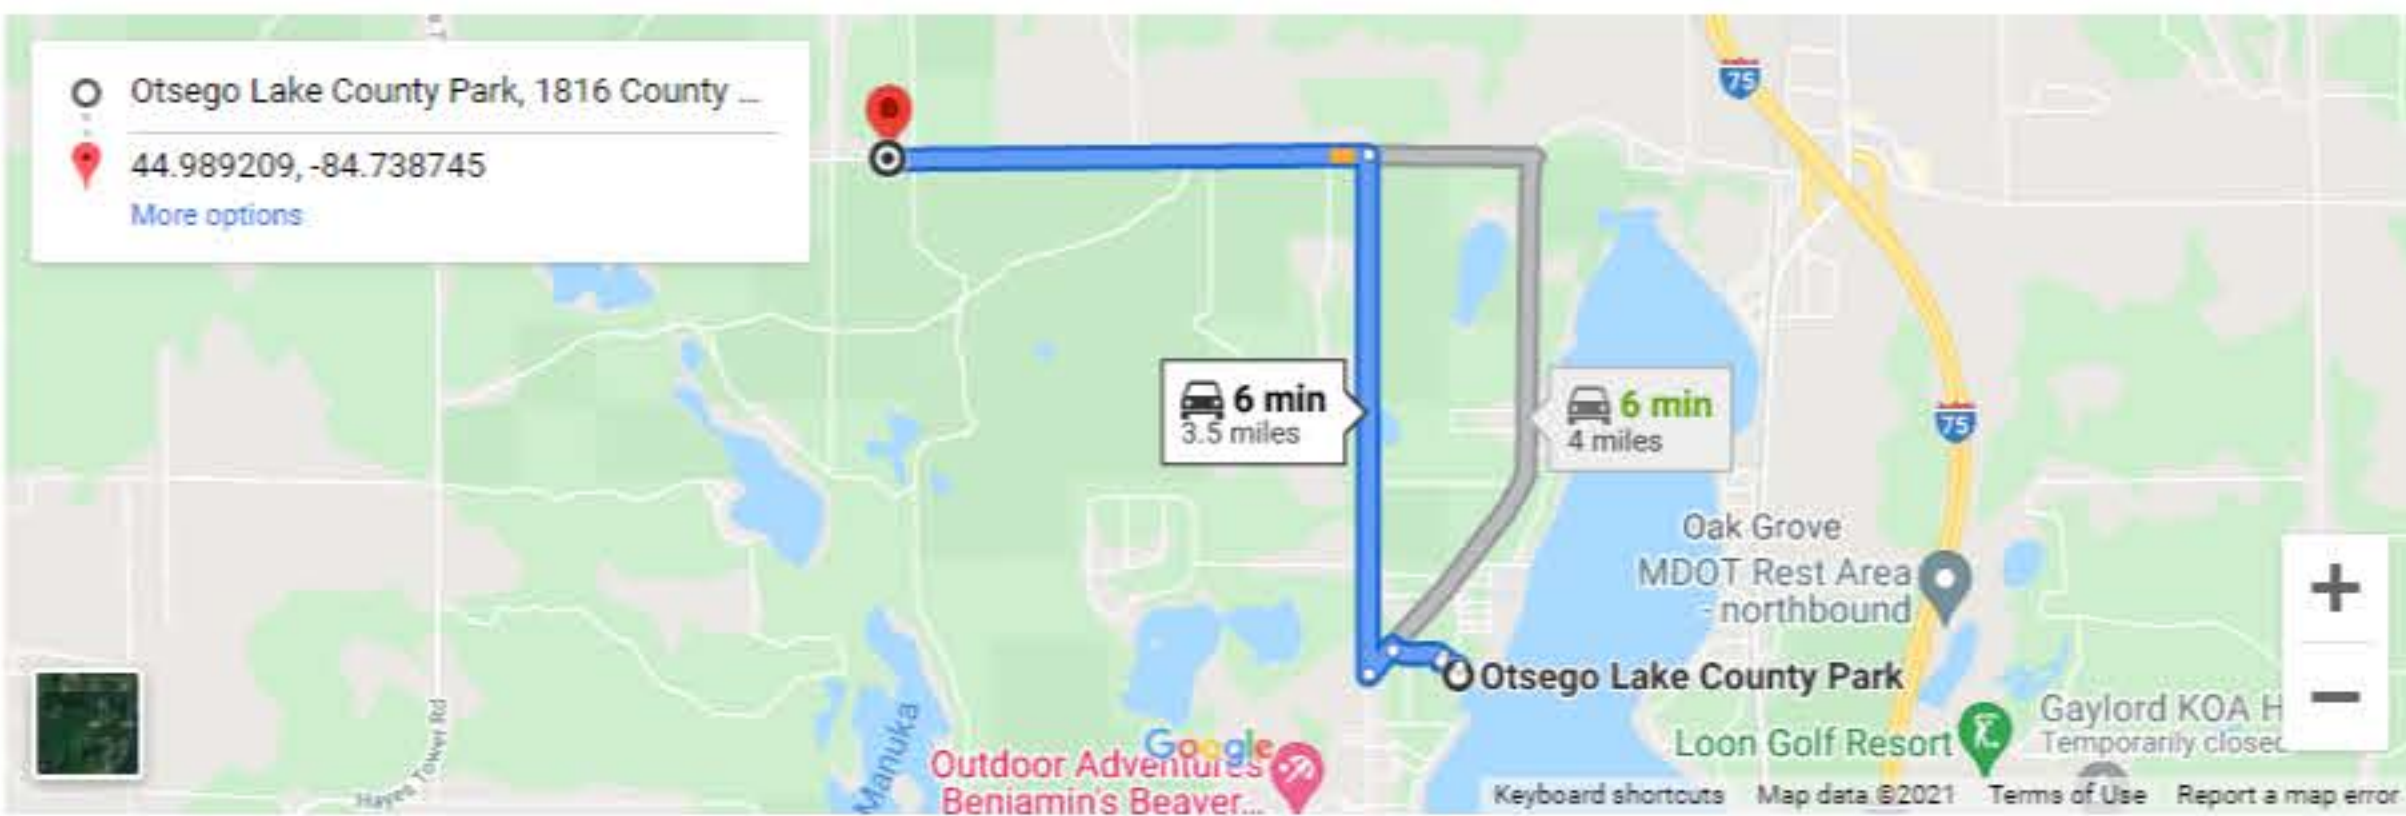 Otsego Lake County Park, 1816 County ...
44.989209, -84.738745
More options
75
6 min
3.5 miles
6 min
4 miles
75
Oak Grove
MDOT Rest Area
- northbound
Otsego Lake County Park
Gaylord KOA H
Temporarily closed
Loon Golf Resort
Hayes Tower Rd
Manuka
Google
Outdoor Adventures
Benjamin's Beaver...
Keyboard shortcuts Map data ©2021 Terms of Use Report a map error